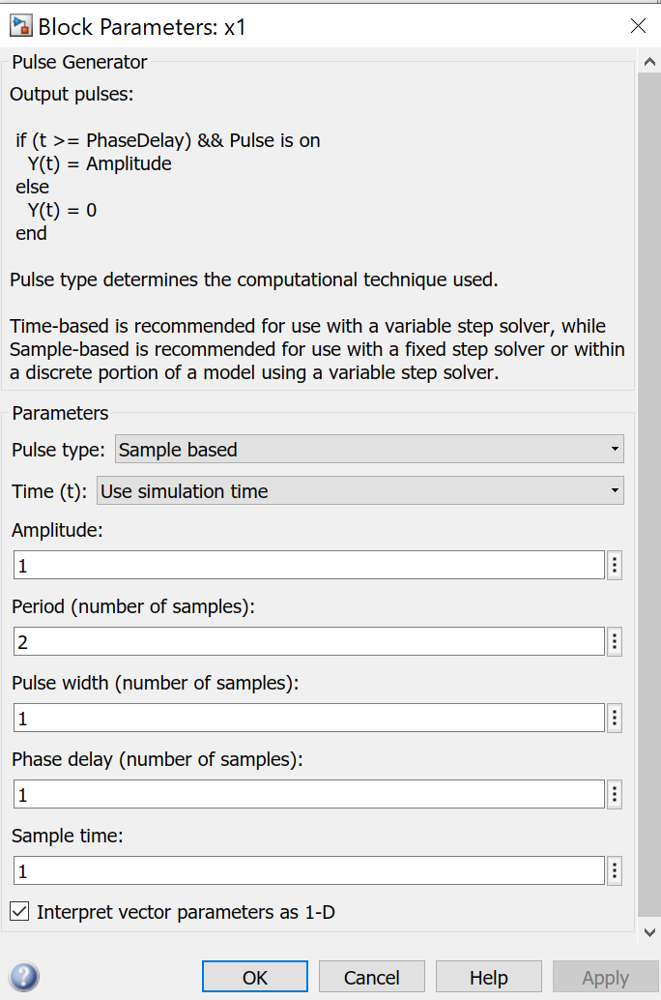 Block Parameters: x1
Pulse Generator
Output pulses:
if (t >= PhaseDelay) && Pulse is on
Y(t) = Amplitude
else
Y(t) = 0
end
Pulse type determines the computational technique used.
Time-based is recommended for use with a variable step solver, while
Sample-based is recommended for use with a fixed step solver or within
a discrete portion of a model using a variable step solver.
Parameters
Pulse type: Sample based
Time (t): Use simulation time
Amplitude:
1
Period (number of samples):
2
Pulse width (number of samples):
1
Phase delay (number of samples):
1
Sample time:
1
Interpret vector parameters as 1-D
? OK Cancel Help Apply